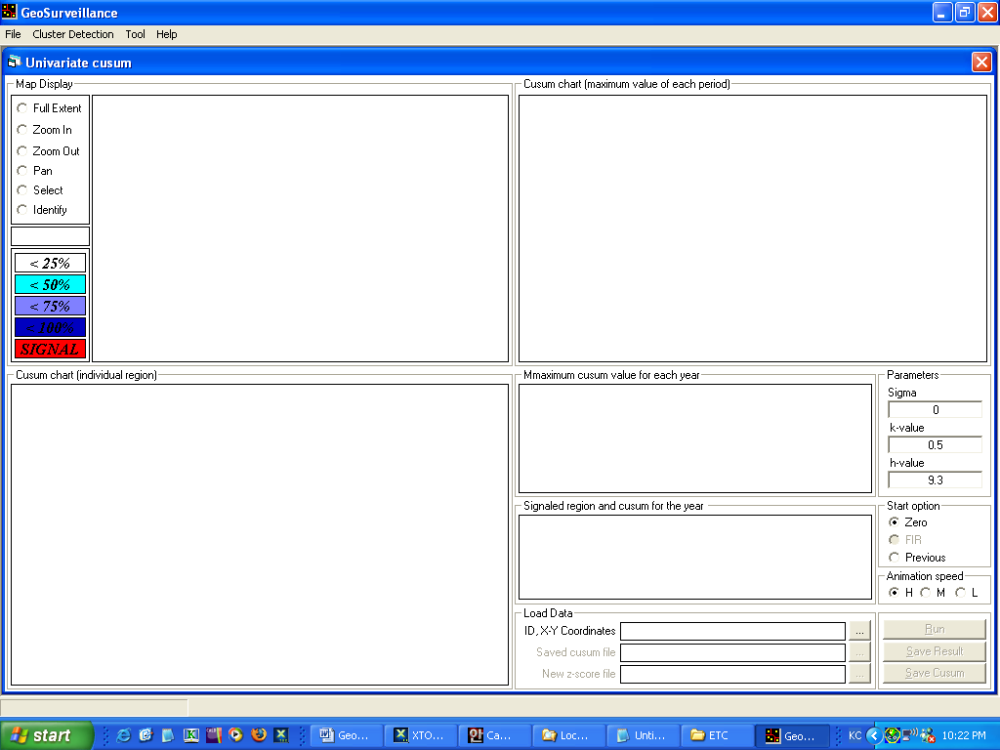 GeoSurveillance
File Cluster Detection Tool Help
Univariate cusum
Map Display
Full Extent
Zoom In
Zoom Out
Pan
Select
Identify
< 25%
< 50%
< 75%
< 100%
SIGNAL
Cusum chart (maximum value of each period)
Cusum chart (individual region)
Mmaximum cusum value for each year
Signaled region and cusum for the year
Parameters
Sigma
0
k-value
0.5
h-value
9.3
Start option
Zero
FIR
Previous
Animation speed
H M L
Load Data
ID, X-Y Coordinates ...
Saved cusum file ...
New z-score file ...
Run
Save Result
Save Cusum
start Geo... XTO... Ca... Loc... Unti... ETC Geo... KC 10:22 PM